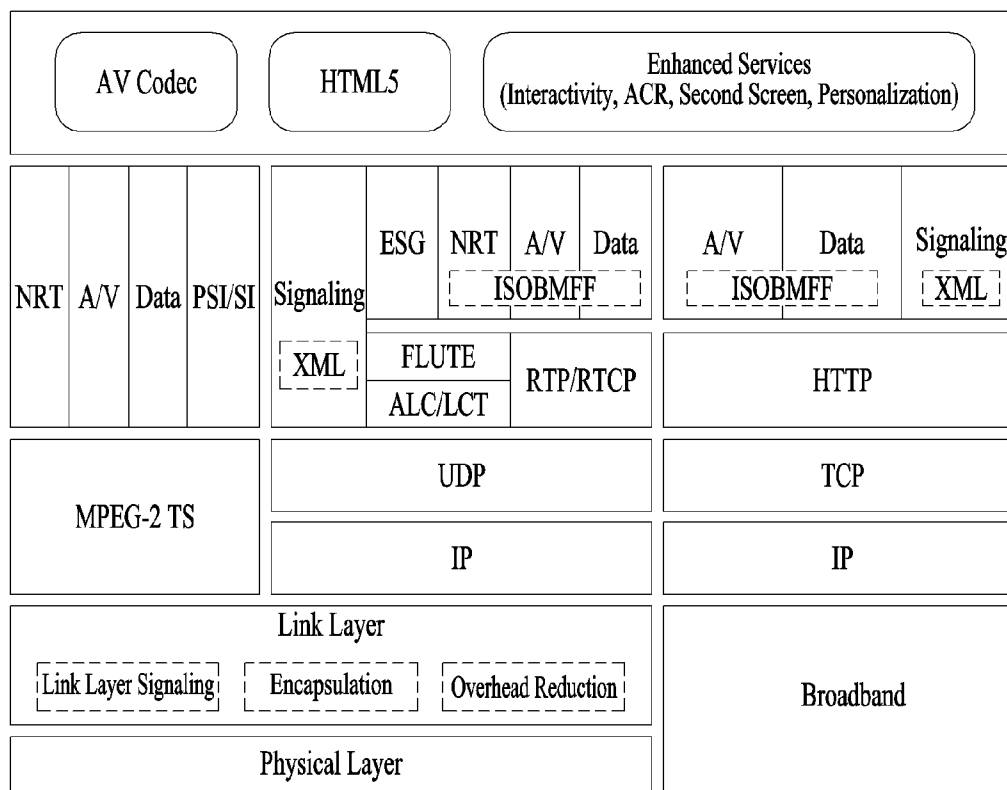 AV Codec
HTML5
Enhanced Services
(Interactivity, ACR, Second Screen, Personalization)
NRT
A/V
Data
PSI/SI
Signaling
XML
ESG
NRT
A/V
Data
ISOBMFF
FLUTE
ALC/LCT
RTP/RTCP
A/V
Data
ISOBMFF
Signaling
XML
HTTP
MPEG-2 TS
UDP
IP
TCP
IP
Link Layer
Link Layer Signaling
Encapsulation
Overhead Reduction
Physical Layer
Broadband